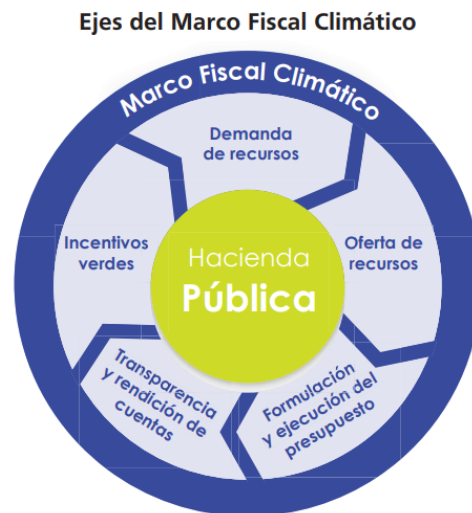 Ejes del Marco Fiscal Climático
Marco Fiscal Climático
Demanda
de recursos
Oferta de
recursos
Formulación
y ejecución del
presupuesto
Transparencia
y rendición de
cuentas
Incentivos
verdes
Hacienda
Pública